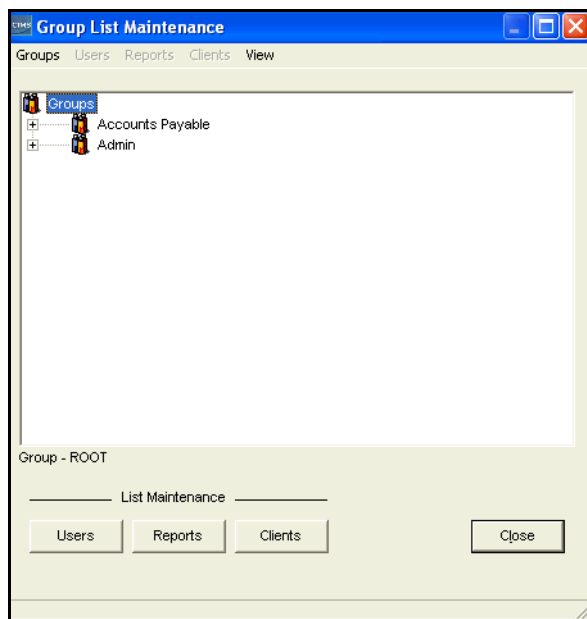 CTMS Group List Maintenance
Groups Users Reports Clients View
Groups
Accounts Payable
Admin
Group - ROOT
List Maintenance
Users Reports Clients Close